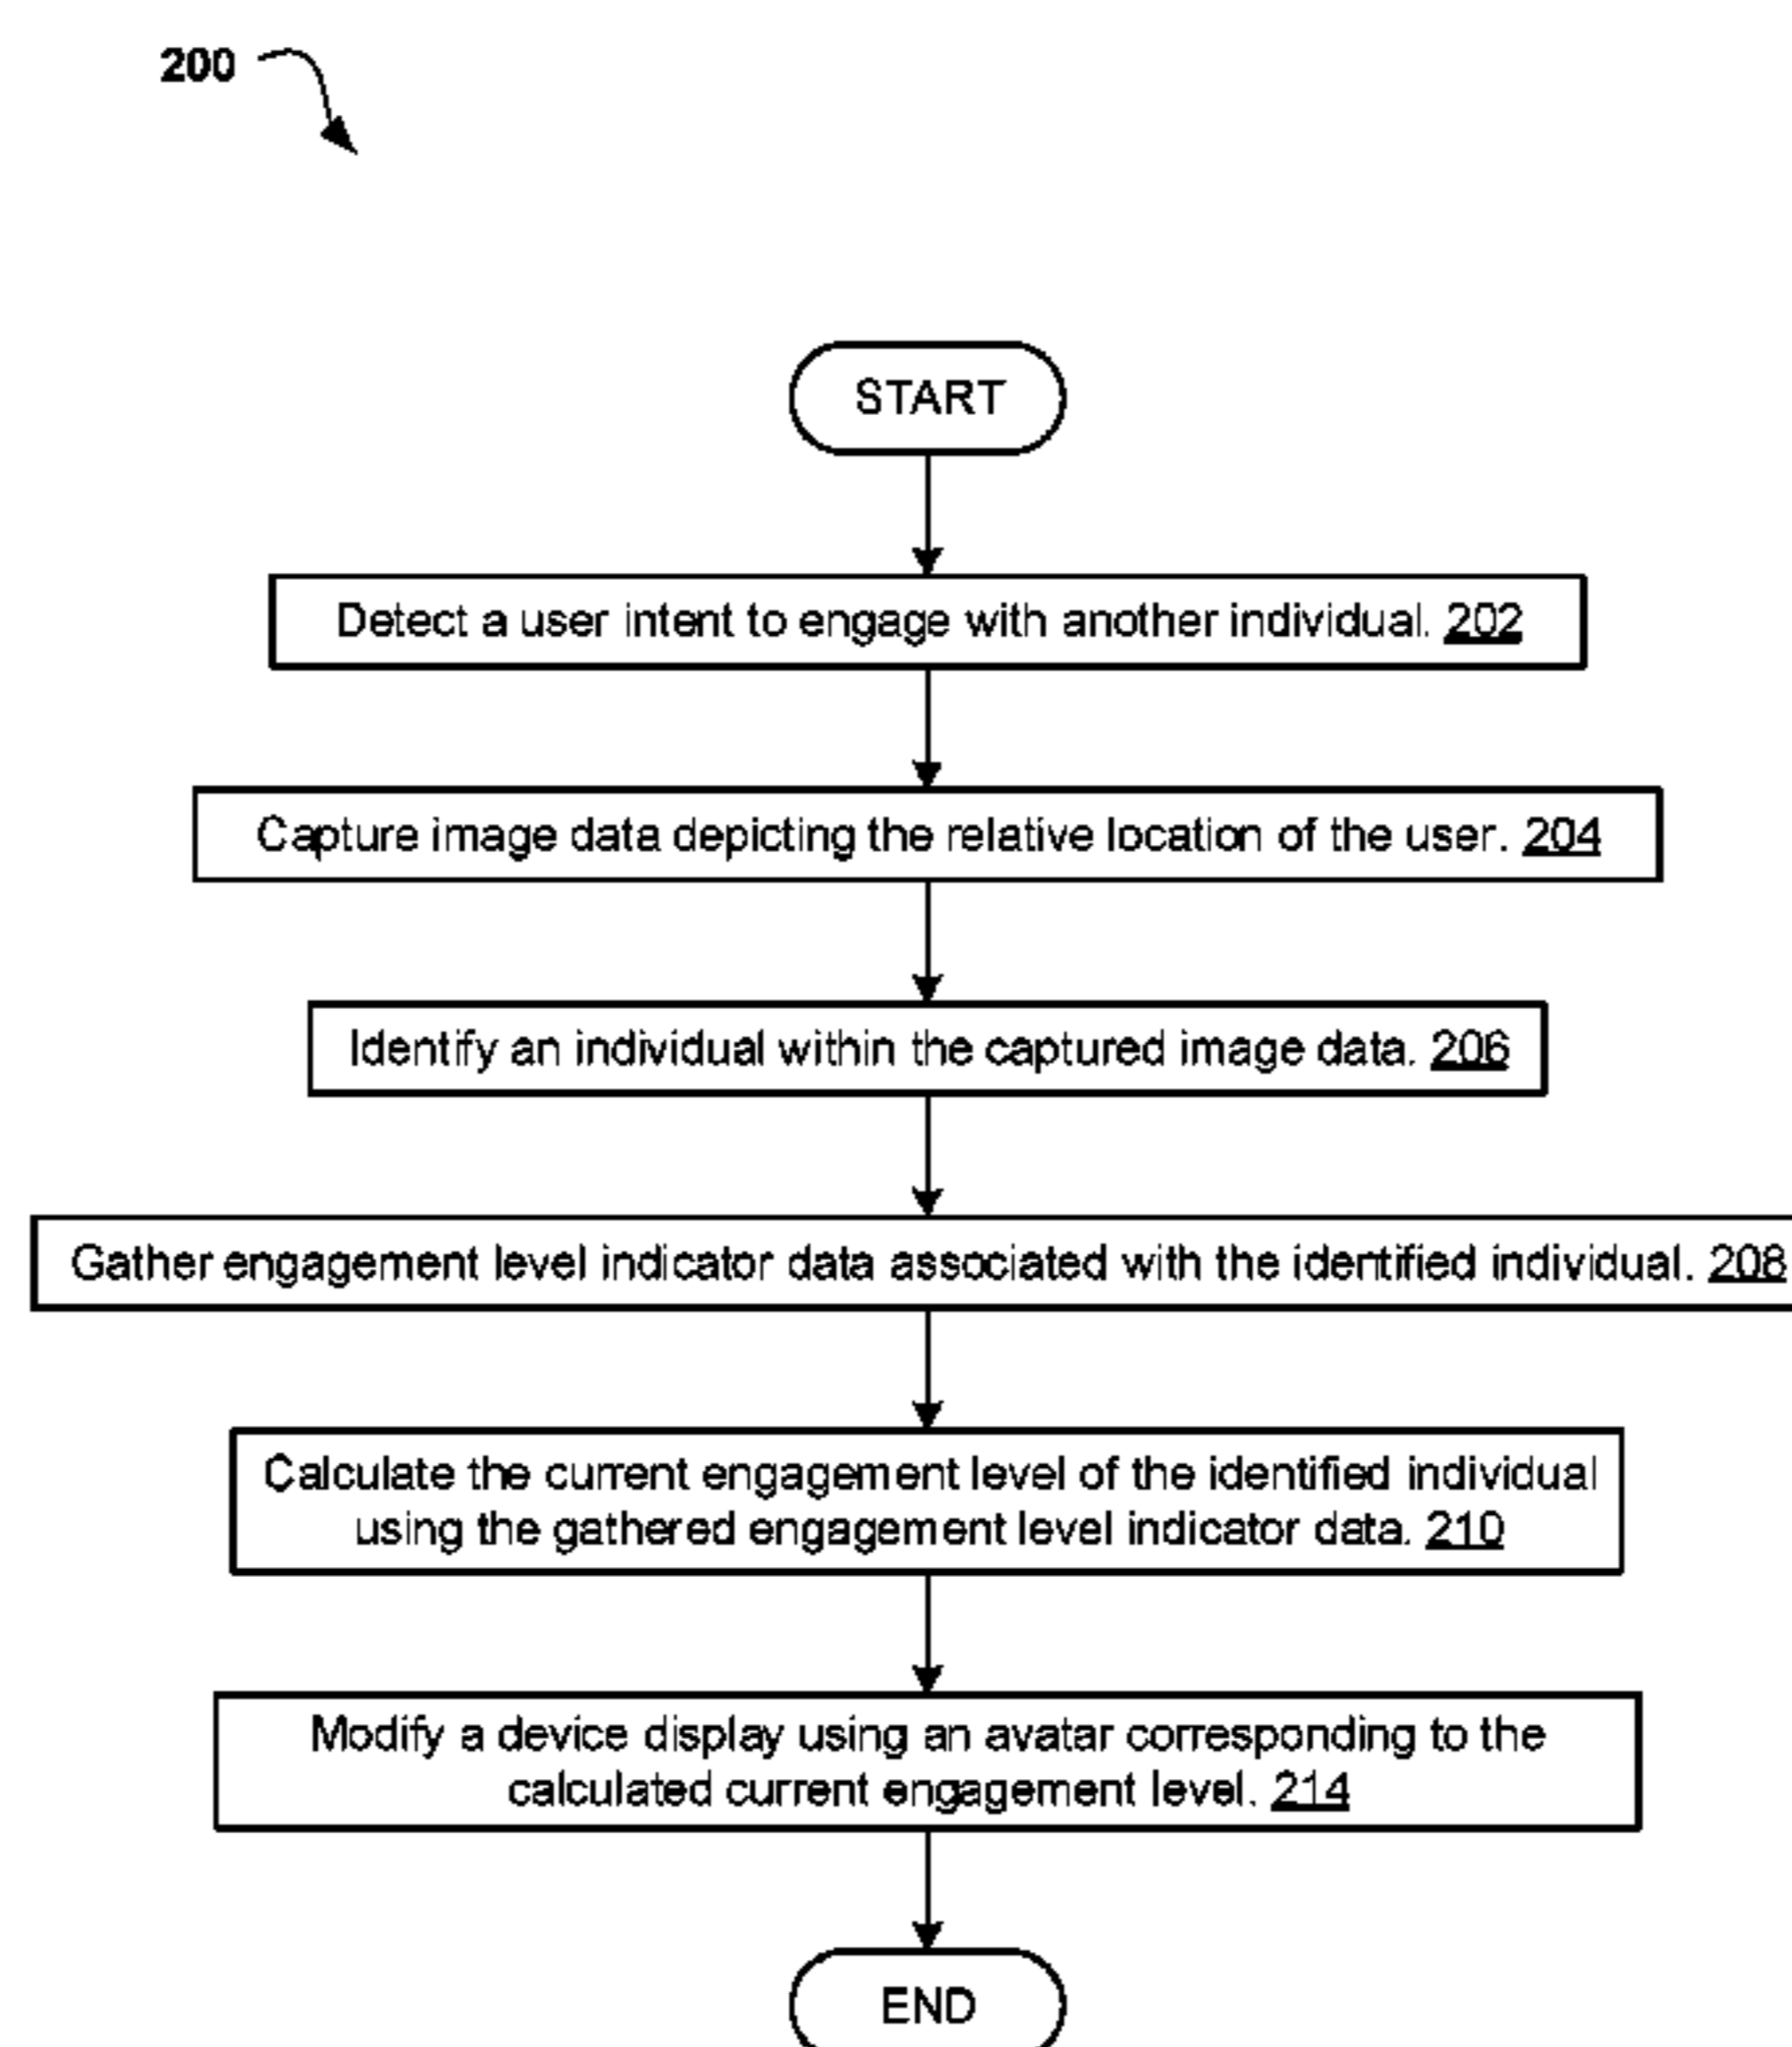 200
START
Detect a user intent to engage with another individual. 202
Capture image data depicting the relative location of the user. 204
Identify an individual within the captured image data. 206
Gather engagement level indicator data associated with the identified individual. 208
Calculate the current engagement level of the identified individual
using the gathered engagement level indicator data. 210
Modify a device display using an avatar corresponding to the
calculated current engagement level. 214
END